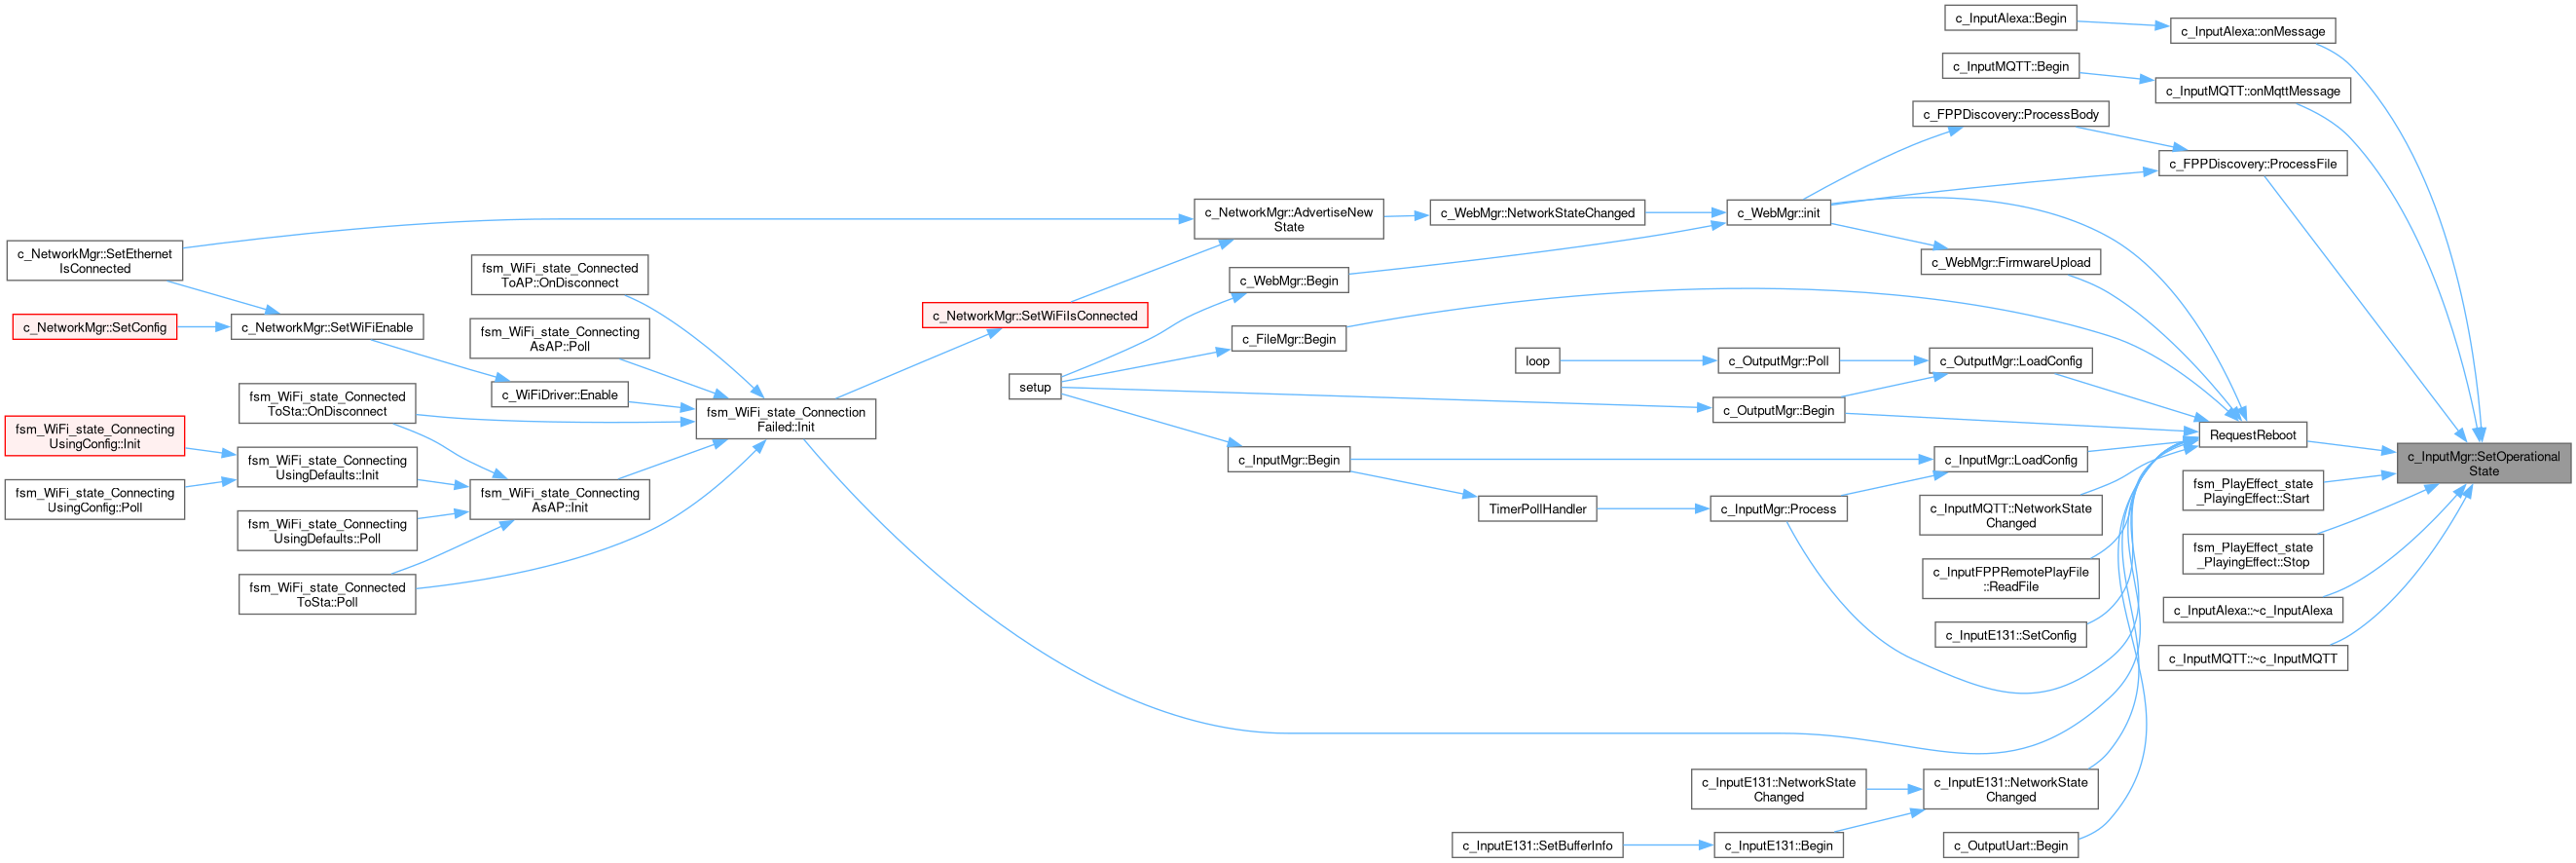 c_InputAlexa::Begin
c_InputAlexa::onMessage
c_InputMQTT::Begin
c_InputMQTT::onMqttMessage
c_FPPDiscovery::ProcessBody
c_FPPDiscovery::ProcessFile
c_NetworkMgr::AdvertiseNew
State
c_WebMgr::NetworkStateChanged
c_WebMgr::init
c_NetworkMgr::SetEthernet
IsConnected
fsm_WiFi_state_Connected
ToAP::OnDisconnect
c_WebMgr::Begin
c_WebMgr::FirmwareUpload
c_NetworkMgr::SetConfig
c_NetworkMgr::SetWiFiEnable
fsm_WiFi_state_Connecting
AsAP::Poll
c_NetworkMgr::SetWiFiIsConnected
c_FileMgr::Begin
loop
c_OutputMgr::Poll
c_OutputMgr::LoadConfig
setup
c_WiFiDriver::Enable
fsm_WiFi_state_Connected
ToSta::OnDisconnect
fsm_WiFi_state_Connection
Failed::Init
c_OutputMgr::Begin
RequestReboot
fsm_WiFi_state_Connecting
UsingConfig::Init
fsm_WiFi_state_Connecting
UsingDefaults::Init
c_InputMgr::Begin
c_InputMgr::LoadConfig
c_InputMgr::SetOperational
State
fsm_WiFi_state_Connecting
UsingConfig::Poll
fsm_WiFi_state_Connecting
AsAP::Init
TimerPollHandler
c_InputMgr::Process
c_InputMQTT::NetworkState
Changed
fsm_PlayEffect_state
_PlayingEffect::Start
fsm_WiFi_state_Connecting
UsingDefaults::Poll
fsm_PlayEffect_state
_PlayingEffect::Stop
fsm_WiFi_state_Connected
ToSta::Poll
c_InputFPPRemotePlayFile
::ReadFile
c_InputAlexa::~c_InputAlexa
c_InputE131::SetConfig
c_InputMQTT::~c_InputMQTT
c_InputE131::NetworkState
Changed
c_InputE131::NetworkState
Changed
c_InputE131::SetBufferInfo
c_InputE131::Begin
c_OutputUart::Begin